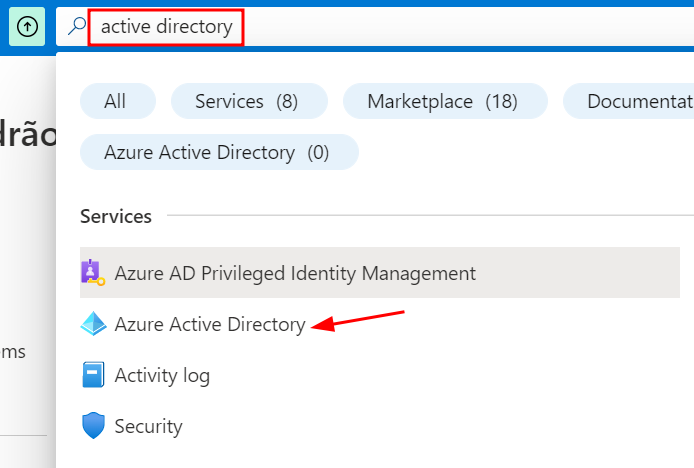 active directory
All Services (8) Marketplace (18) Documentat
Azure Active Directory (0)
drão
Services
Azure AD Privileged Identity Management
Azure Active Directory
ems
Activity log
Security